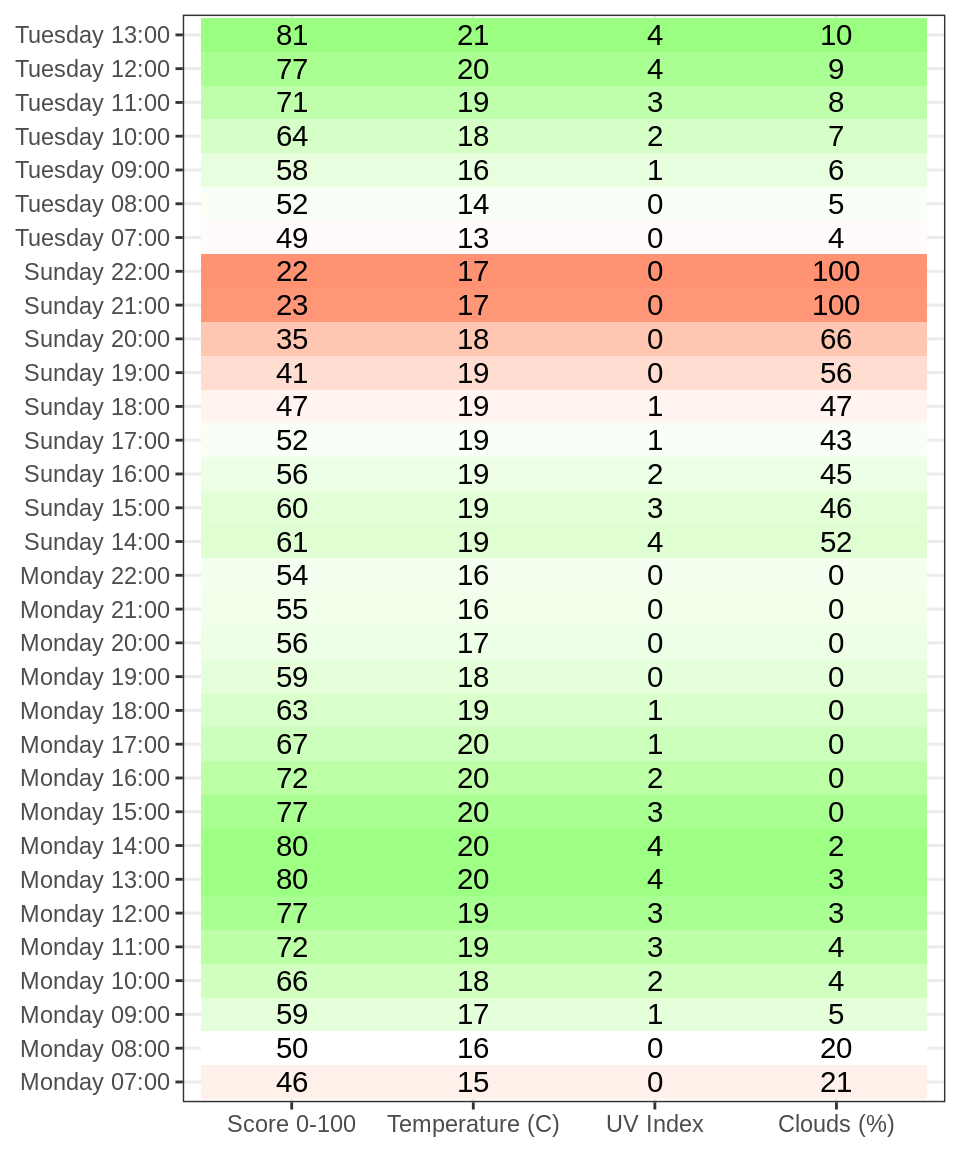 Tuesday 13:00 81 21 4 10
Tuesday 12:00 77 20 4 9
Tuesday 11:00 71 19 3 8
Tuesday 10:00 64 18 2 7
Tuesday 09:00 58 16 1 6
Tuesday 08:00 52 14 0 5
Tuesday 07:00 49 13 0 4
Sunday 22:00 22 17 0 100
Sunday 21:00 23 17 0 100
Sunday 20:00 35 18 0 66
Sunday 19:00 41 19 0 56
Sunday 18:00 47 19 1 47
Sunday 17:00 52 19 1 43
Sunday 16:00 56 19 2 45
Sunday 15:00 60 19 3 46
Sunday 14:00 61 19 4 52
Monday 22:00 54 16 0 0
Monday 21:00 55 16 0 0
Monday 20:00 56 17 0 0
Monday 19:00 59 18 0 0
Monday 18:00 63 19 1 0
Monday 17:00 67 20 1 0
Monday 16:00 72 20 2 0
Monday 15:00 77 20 3 0
Monday 14:00 80 20 4 2
Monday 13:00 80 20 4 3
Monday 12:00 77 19 3 3
Monday 11:00 72 19 3 4
Monday 10:00 66 18 2 4
Monday 09:00 59 17 1 5
Monday 08:00 50 16 0 20
Monday 07:00 46 15 0 21
Score 0-100 Temperature (C) UV Index Clouds (%)